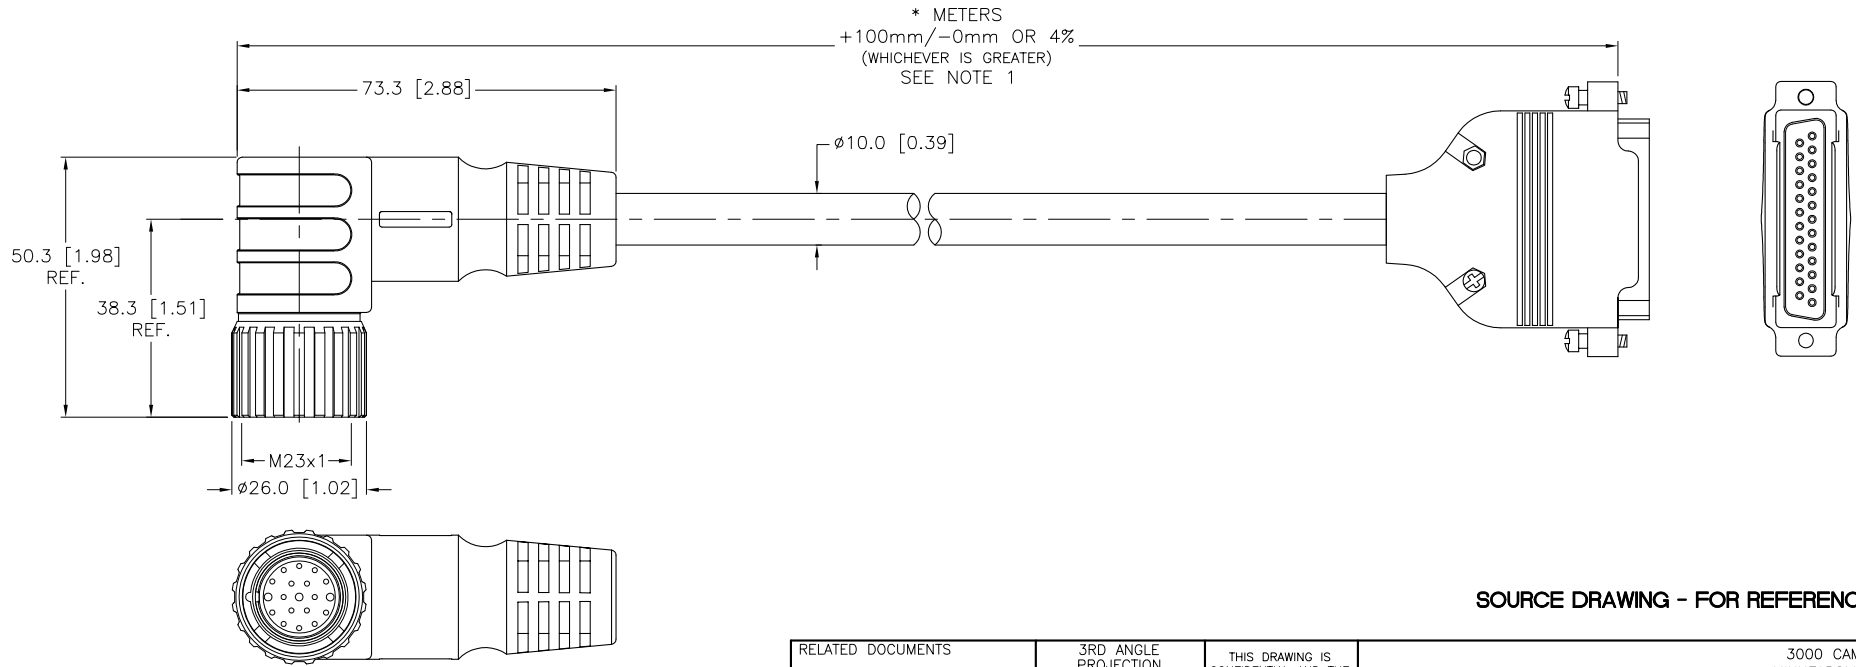 * METERS
+100mm/-0mm OR 4%
(WHICHEVER IS GREATER)
SEE NOTE 1
73.3 [2.88]
ø10.0 [0.39]
50.3 [1.98]
REF.
38.3 [1.51]
REF.
M23x1
ø26.0 [1.02]
SOURCE DRAWING - FOR REFERENC
RELATED DOCUMENTS
3RD ANGLE
PROJECTION
THIS DRAWING IS
3000 CAM